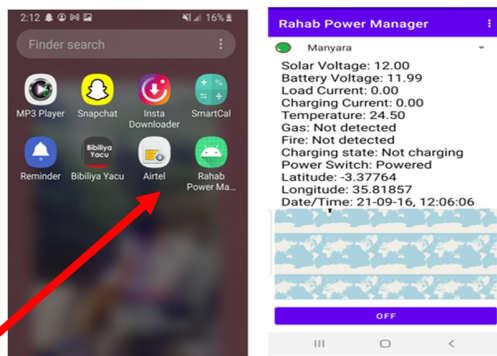 2:12
16%
Finder search
MP3 Player
Snapchat
Insta
Downloader
SmartCal
Reminder
Bibiliya
Yacu
Bibiliya Yacu
Airtel
Rahab
Power Ma...
Rahab Power Manager
Manyara
Solar Voltage: 12.00
Battery Voltage: 11.99
Load Current: 0.00
Charging Current: 0.00
Temperature: 24.50
Gas: Not detected
Fire: Not detected
Charging state: Not charging
Power Switch: Powered
Latitude: -3.37764
Longitude: 35.81857
Date/Time: 21-09-16, 12:06:06
OFF